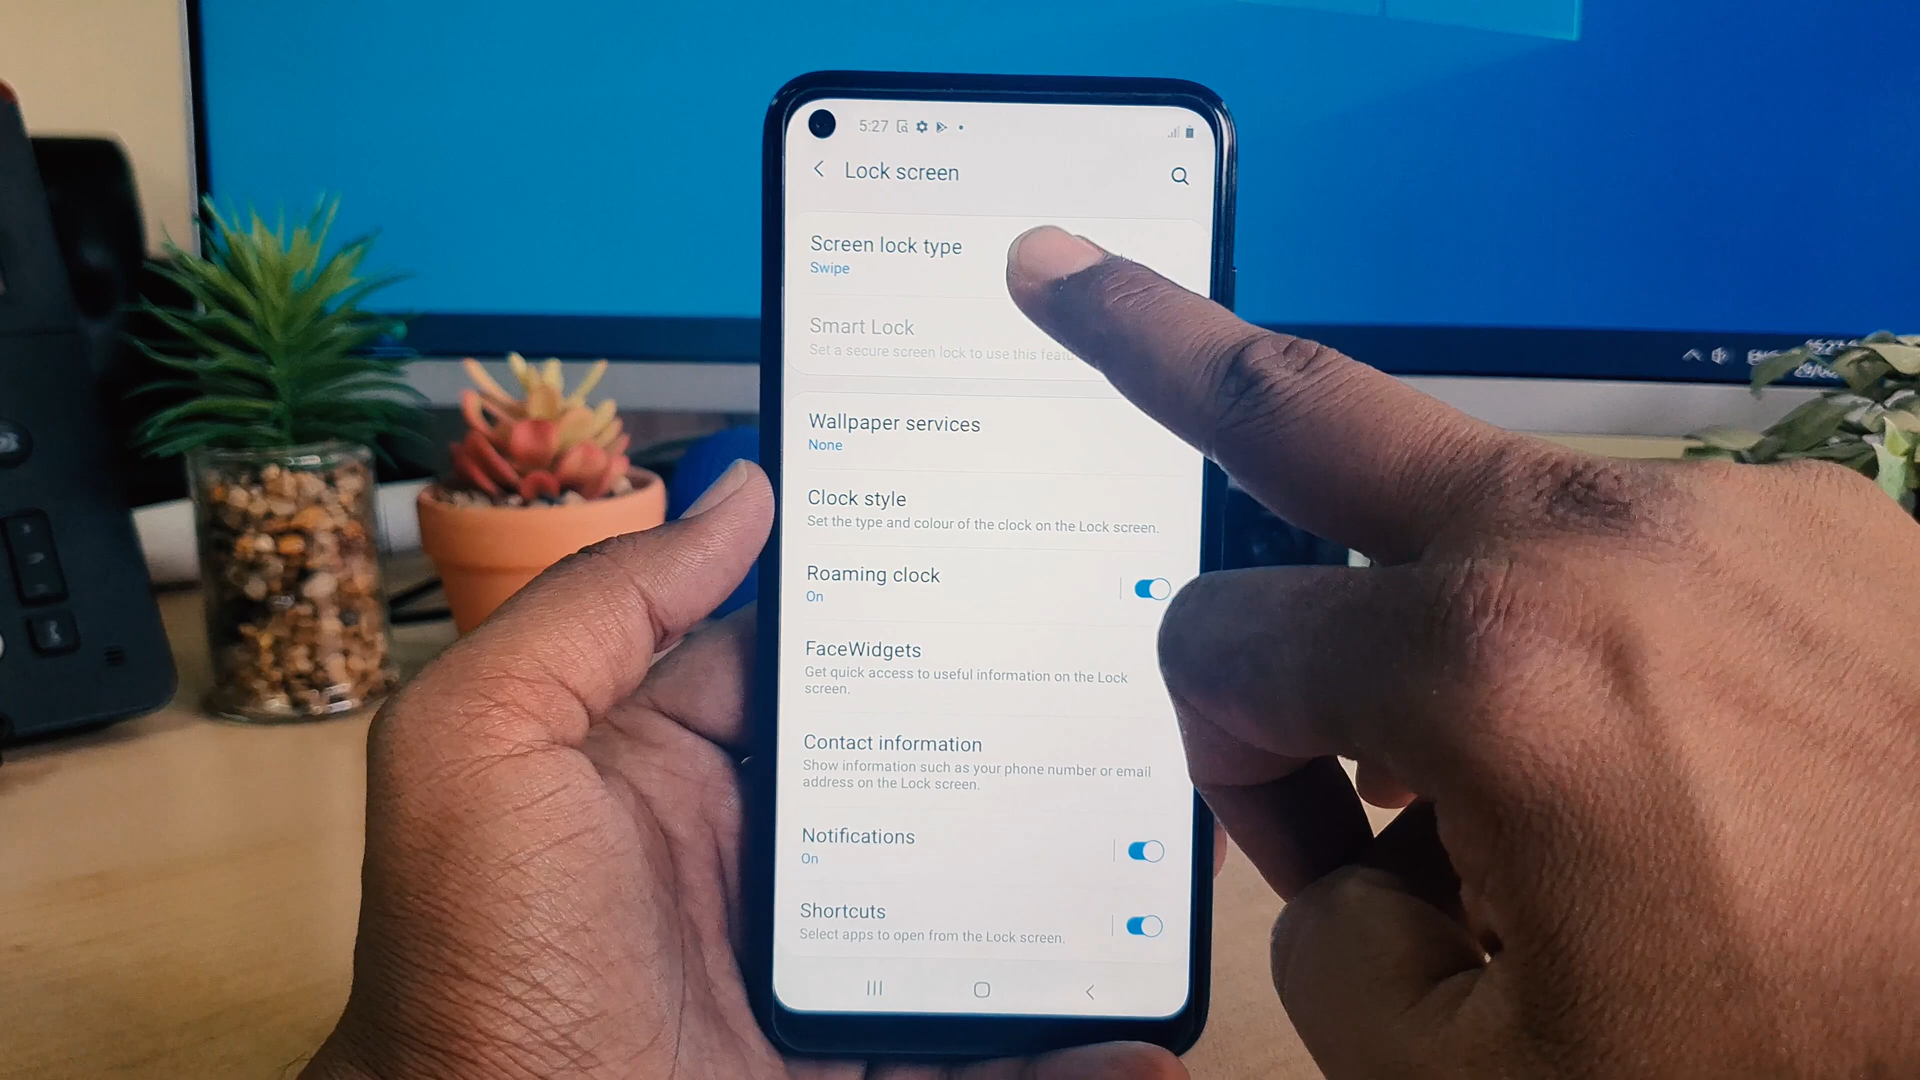 5:27
Lock screen
Screen lock type
Swipe
Smart Lock
Set a secure screen lock to use this
Wallpaper services
None
Clock style
Set the type and colour of the clock on the Lock screen.
Roaming clock
On
FaceWidgets
Get quick access to useful information on the Lock
screen.
Contact information
Show information such as your phone number or email
address on the Lock screen.
Notifications
On
Shortcuts
Select apps to open from the Lock screen.